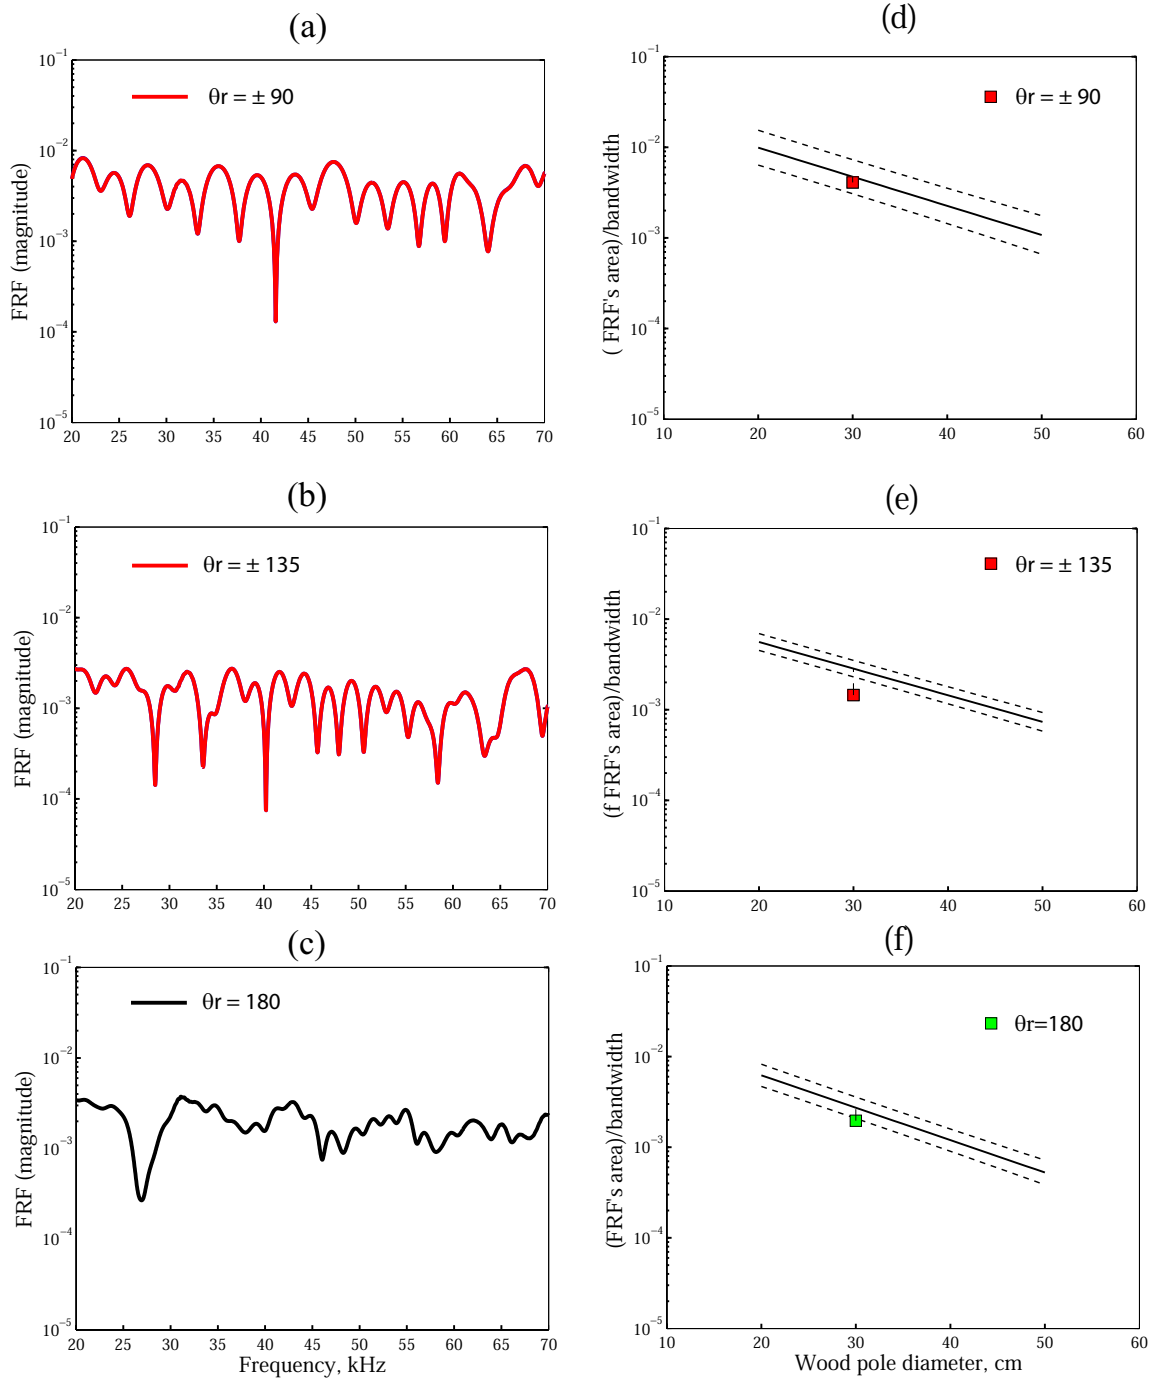 (a)
FRF (magnitude)
10⁻¹
10⁻²
10⁻³
10⁻⁴
10⁻⁵
θr = ± 90
20 25 30 35 40 45 50 55 60 65 70
(d)
( FRF's area)/bandwidth
10⁻¹
10⁻²
10⁻³
10⁻⁴
10⁻⁵
θr = ± 90
10 20 30 40 50 60
(b)
FRF (magnitude)
10⁻¹
10⁻²
10⁻³
10⁻⁴
10⁻⁵
θr = ± 135
20 25 30 35 40 45 50 55 60 65 70
(e)
(f FRF's area)/bandwidth
10⁻¹
10⁻²
10⁻³
10⁻⁴
10⁻⁵
θr = ± 135
10 20 30 40 50 60
(c)
FRF (magnitude)
10⁻¹
10⁻²
10⁻³
10⁻⁴
10⁻⁵
θr = 180
20 25 30 35 40 45 50 55 60 65 70
Frequency, kHz
(f)
(FRF's area)/bandwidth
10⁻¹
10⁻²
10⁻³
10⁻⁴
10⁻⁵
θr=180
10 20 30 40 50 60
Wood pole diameter, cm